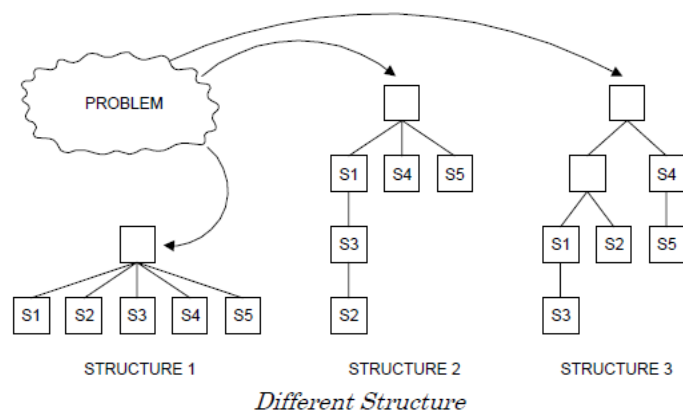 PROBLEM
S1 S4 S5
S4
S3
S1 S2 S5
S1 S2 S3 S4 S5
S2
S3
STRUCTURE 1 STRUCTURE 2 STRUCTURE 3
Different Structure